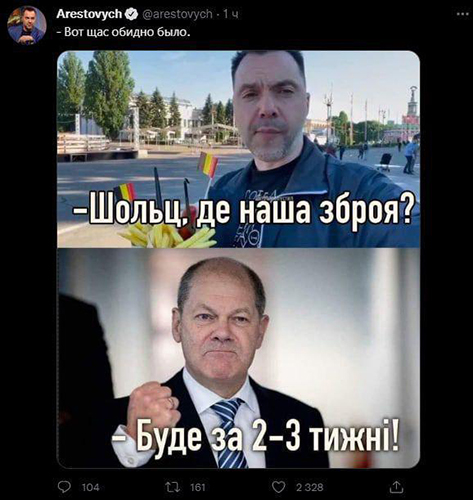 Arestovych @arestovych · 1 ч
- Вот щас обидно было.
-Шольц, де наша зброя?
- Буде за 2-3 тижні!
104 161 2 328